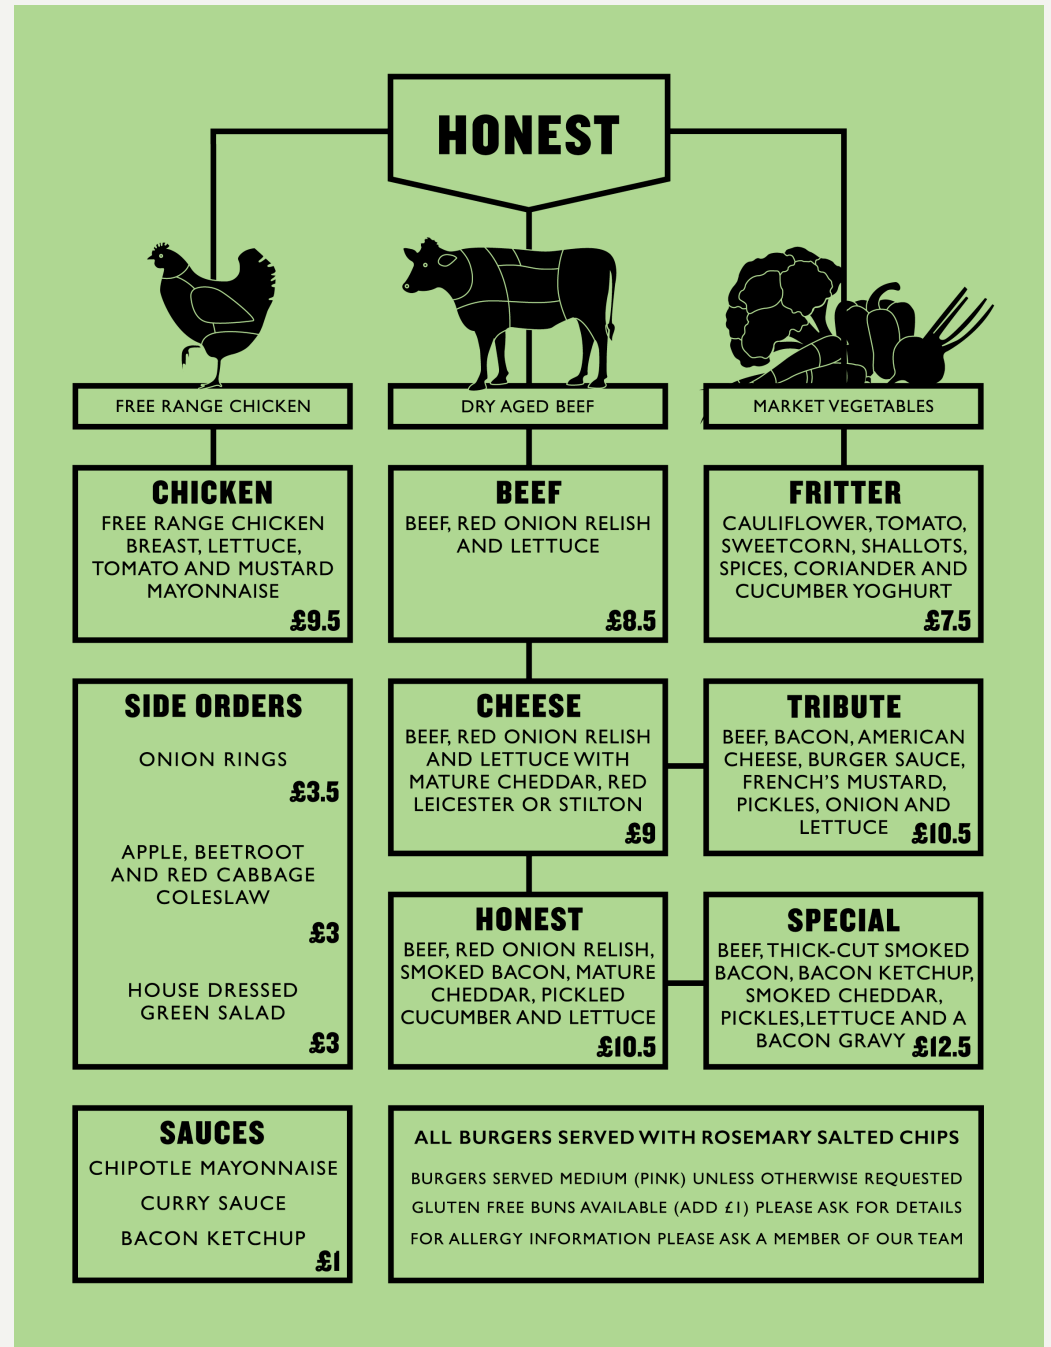 HONEST
FREE RANGE CHICKEN
DRY AGED BEEF
MARKET VEGETABLES
CHICKEN
FREE RANGE CHICKEN
BREAST, LETTUCE,
TOMATO AND MUSTARD
MAYONNAISE
£9.5
BEEF
BEEF, RED ONION RELISH
AND LETTUCE
£8.5
FRITTER
CAULIFLOWER, TOMATO,
SWEETCORN, SHALLOTS,
SPICES, CORIANDER AND
CUCUMBER YOGHURT
£7.5
SIDE ORDERS
ONION RINGS
£3.5
APPLE, BEETROOT
AND RED CABBAGE
COLESLAW
£3
HOUSE DRESSED
GREEN SALAD
£3
CHEESE
BEEF, RED ONION RELISH
AND LETTUCE WITH
MATURE CHEDDAR, RED
LEICESTER OR STILTON
£9
TRIBUTE
BEEF, BACON, AMERICAN
CHEESE, BURGER SAUCE,
FRENCH'S MUSTARD,
PICKLES, ONION AND
LETTUCE £10.5
HONEST
BEEF, RED ONION RELISH,
SMOKED BACON, MATURE
CHEDDAR, PICKLED
CUCUMBER AND LETTUCE
£10.5
SPECIAL
BEEF, THICK-CUT SMOKED
BACON, BACON KETCHUP,
SMOKED CHEDDAR,
PICKLES,LETTUCE AND A
BACON GRAVY £12.5
SAUCES
CHIPOTLE MAYONNAISE
CURRY SAUCE
BACON KETCHUP
£1
ALL BURGERS SERVED WITH ROSEMARY SALTED CHIPS
BURGERS SERVED MEDIUM (PINK) UNLESS OTHERWISE REQUESTED
GLUTEN FREE BUNS AVAILABLE (ADD £1) PLEASE ASK FOR DETAILS
FOR ALLERGY INFORMATION PLEASE ASK A MEMBER OF OUR TEAM